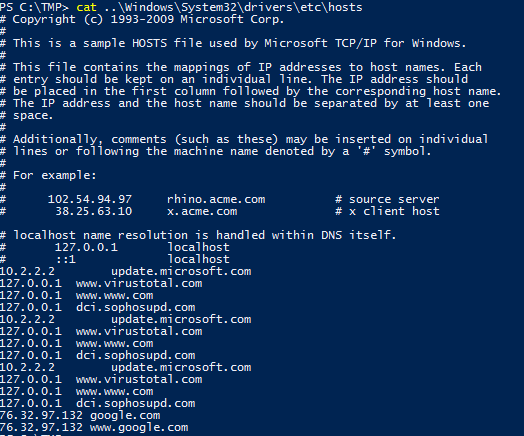 PS C:\TMP> cat ..\Windows\System32\drivers\etc\hosts
# Copyright (c) 1993-2009 Microsoft Corp.
#
# This is a sample HOSTS file used by Microsoft TCP/IP for Windows.
#
# This file contains the mappings of IP addresses to host names. Each
# entry should be kept on an individual line. The IP address should
# be placed in the first column followed by the corresponding host name.
# The IP address and the host name should be separated by at least one
# space.
#
# Additionally, comments (such as these) may be inserted on individual
# lines or following the machine name denoted by a '#' symbol.
#
# For example:
#
#      102.54.94.97     rhino.acme.com          # source server
#       38.25.63.10     x.acme.com              # x client host

# localhost name resolution is handled within DNS itself.
#       127.0.0.1       localhost
#       ::1             localhost
10.2.2.2        update.microsoft.com
127.0.0.1  www.virustotal.com
127.0.0.1  www.www.com
127.0.0.1  dci.sophosupd.com
10.2.2.2        update.microsoft.com
127.0.0.1  www.virustotal.com
127.0.0.1  www.www.com
127.0.0.1  dci.sophosupd.com
10.2.2.2        update.microsoft.com
127.0.0.1  www.virustotal.com
127.0.0.1  www.www.com
127.0.0.1  dci.sophosupd.com
76.32.97.132 google.com
76.32.97.132 www.google.com